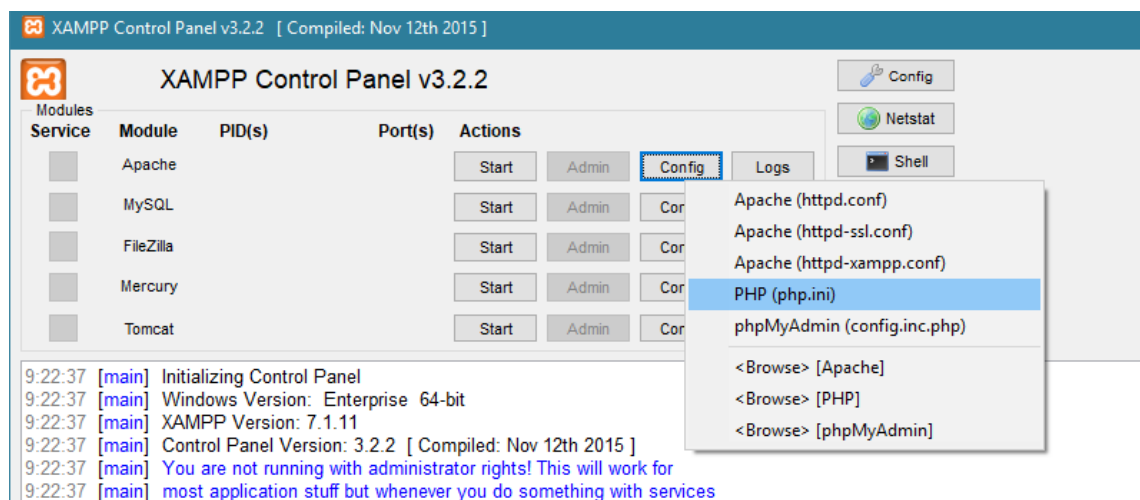 XAMPP Control Panel v3.2.2 [ Compiled: Nov 12th 2015 ]
XAMPP Control Panel v3.2.2
Config
Netstat
Shell
Modules
Service Module PID(s) Port(s) Actions
Apache Start Admin Config Logs
MySQL Start Admin Con
FileZilla Start Admin Con
Mercury Start Admin Con
Tomcat Start Admin Con
Apache (httpd.conf)
Apache (httpd-ssl.conf)
Apache (httpd-xampp.conf)
PHP (php.ini)
phpMyAdmin (config.inc.php)
<Browse> [Apache]
<Browse> [PHP]
<Browse> [phpMyAdmin]
9:22:37 [main] Initializing Control Panel
9:22:37 [main] Windows Version: Enterprise 64-bit
9:22:37 [main] XAMPP Version: 7.1.11
9:22:37 [main] Control Panel Version: 3.2.2 [ Compiled: Nov 12th 2015 ]
9:22:37 [main] You are not running with administrator rights! This will work for
9:22:37 [main] most application stuff but whenever you do something with services